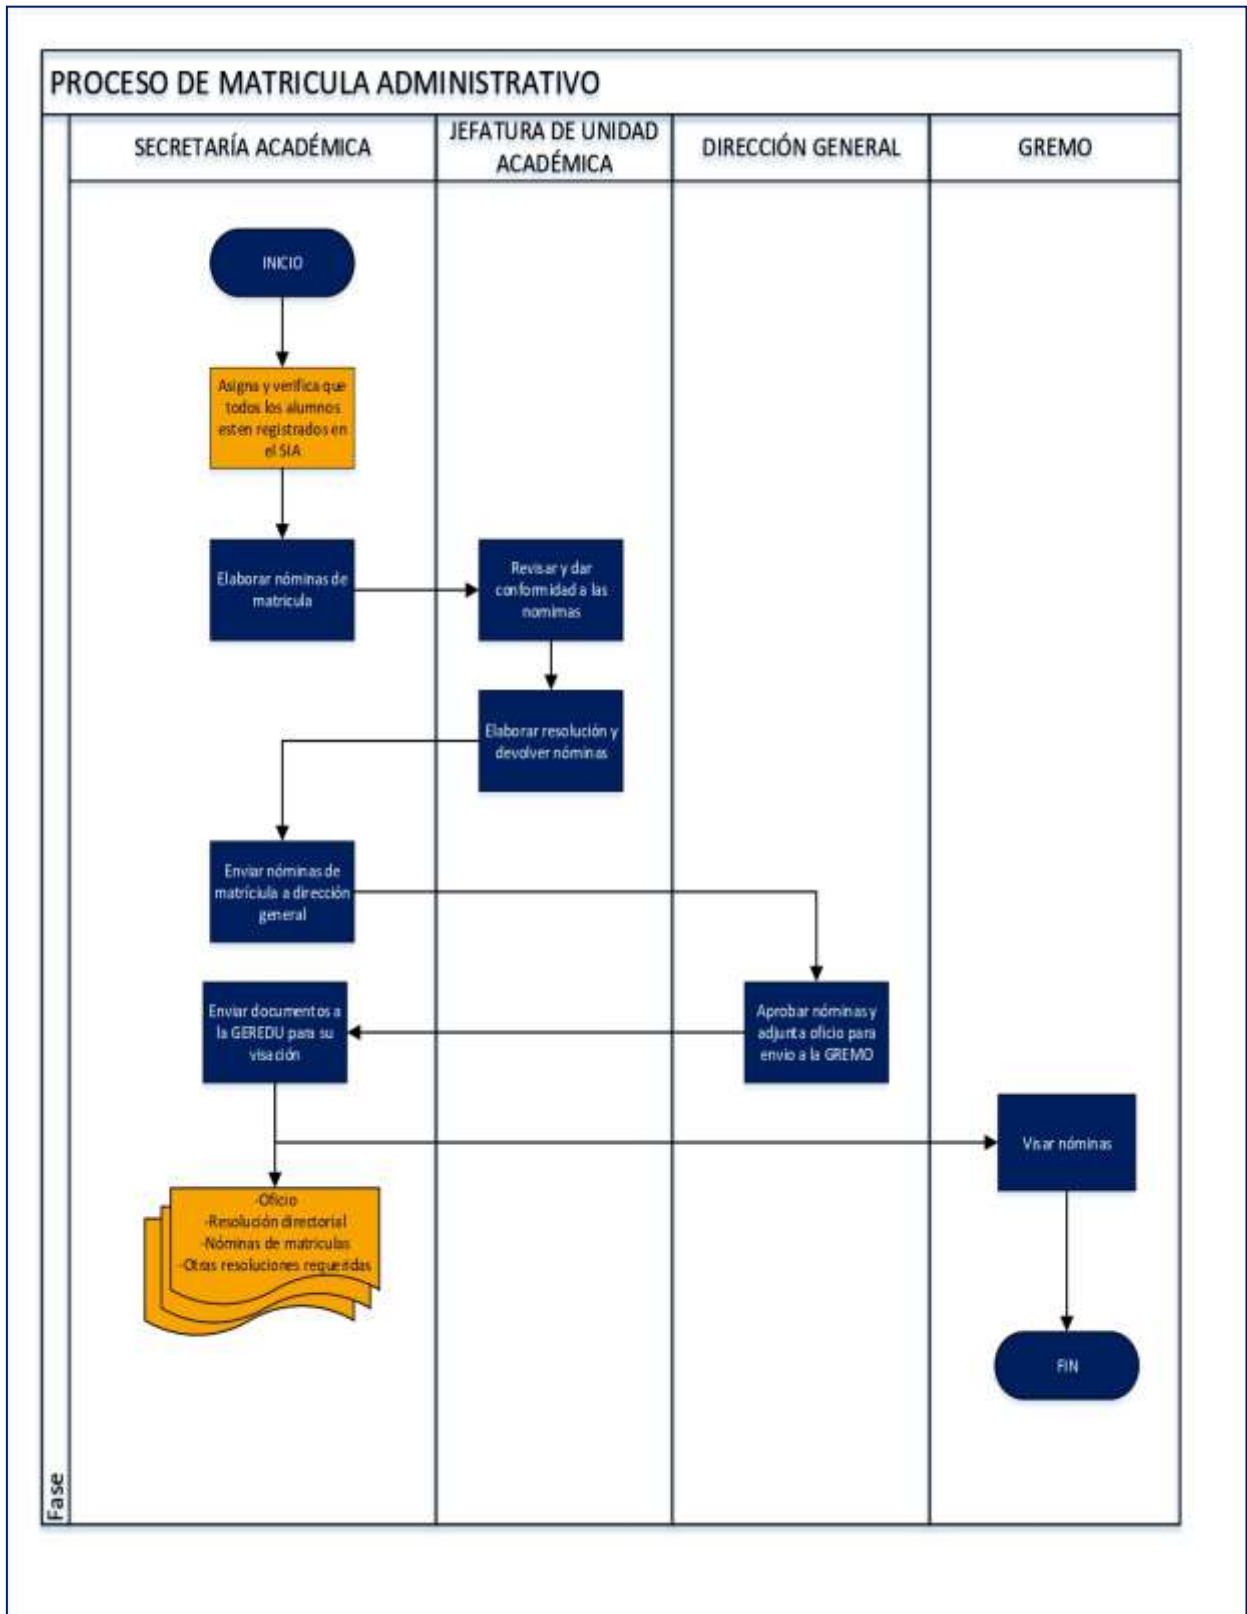 PROCESO DE MATRICULA ADMINISTRATIVO
SECRETARÍA ACADÉMICA
JEFATURA DE UNIDAD
ACADÉMICA
DIRECCIÓN GENERAL
GREMO
INICIO
Asigna y verifica que
todos los alumnos
esten registrados en
el SIA
Elaborar nóminas de
matricula
Revisar y dar
conformidad a las
nomimas
Elaborar resolución y
devolver nóminas
Enviar nóminas de
matríciula a dirección
general
Enviar documentos a
la GEREDU para su
visación
Aprobar nóminas y
adjunta oficio para
envio a la GREMO
Visar nóminas
-Oficio
-Resolución directorial
-Nóminas de matriculas
-Otras resoluciones requeridas
FIN
Fase